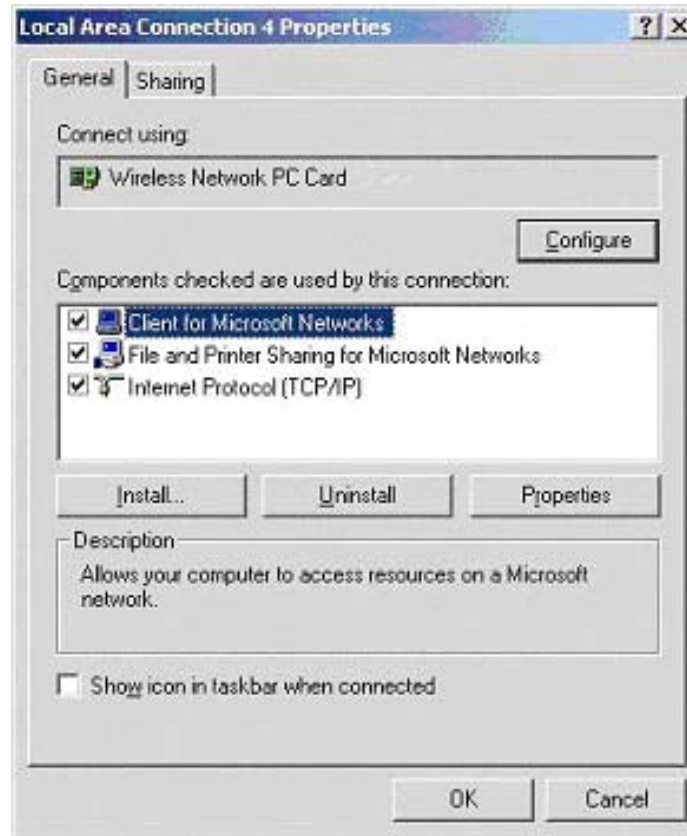 Local Area Connection 4 Properties
General
Sharing
Connect using:
Wireless Network PC Card
Configure
Components checked are used by this connection:
Client for Microsoft Networks
File and Printer Sharing for Microsoft Networks
Internet Protocol (TCP/IP)
Install...
Uninstall
Properties
Description
Allows your computer to access resources on a Microsoft
network.
Show icon in taskbar when connected
OK
Cancel